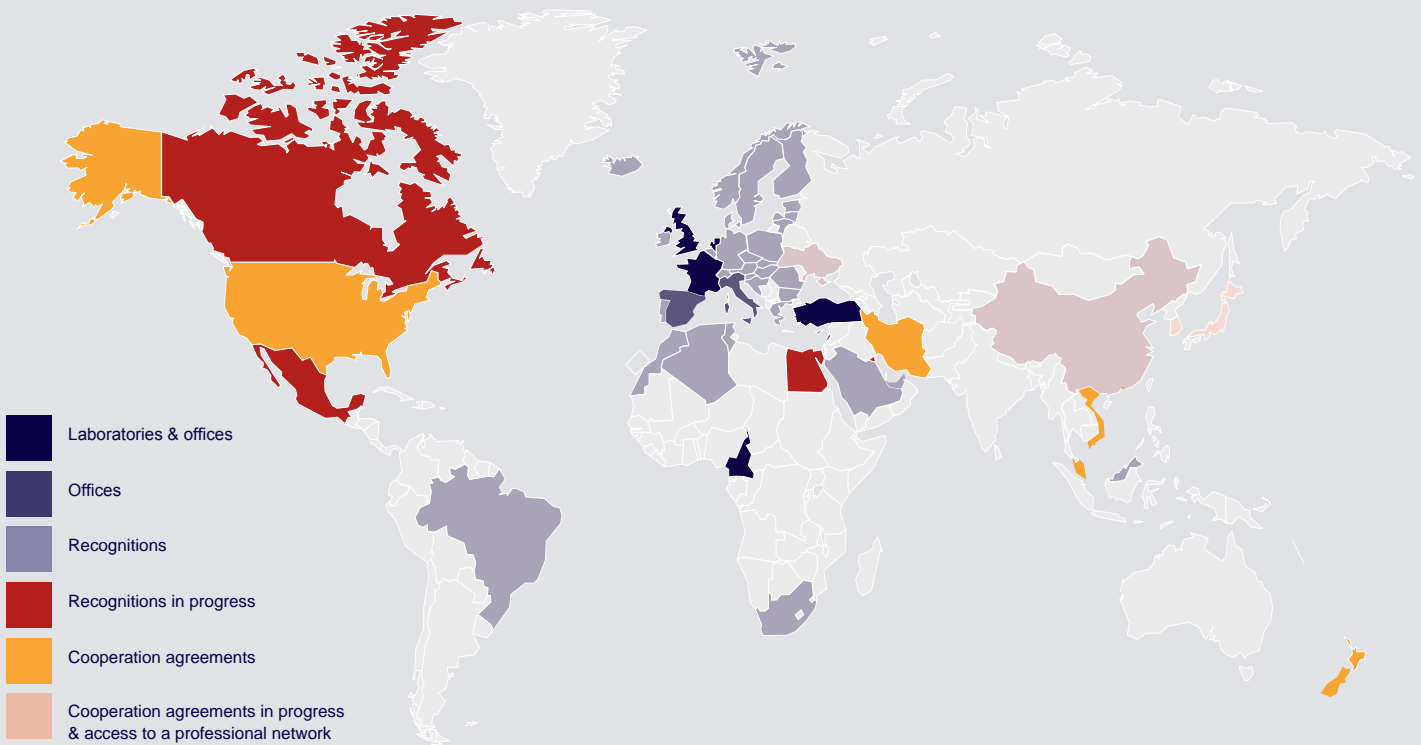 Laboratories & offices
Offices
Recognitions
Recognitions in progress
Cooperation agreements
Cooperation agreements in progress
& access to a professional network